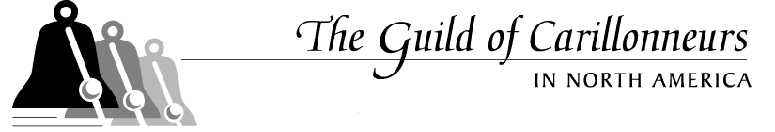 The Guild of Carillonneurs
IN NORTH AMERICA